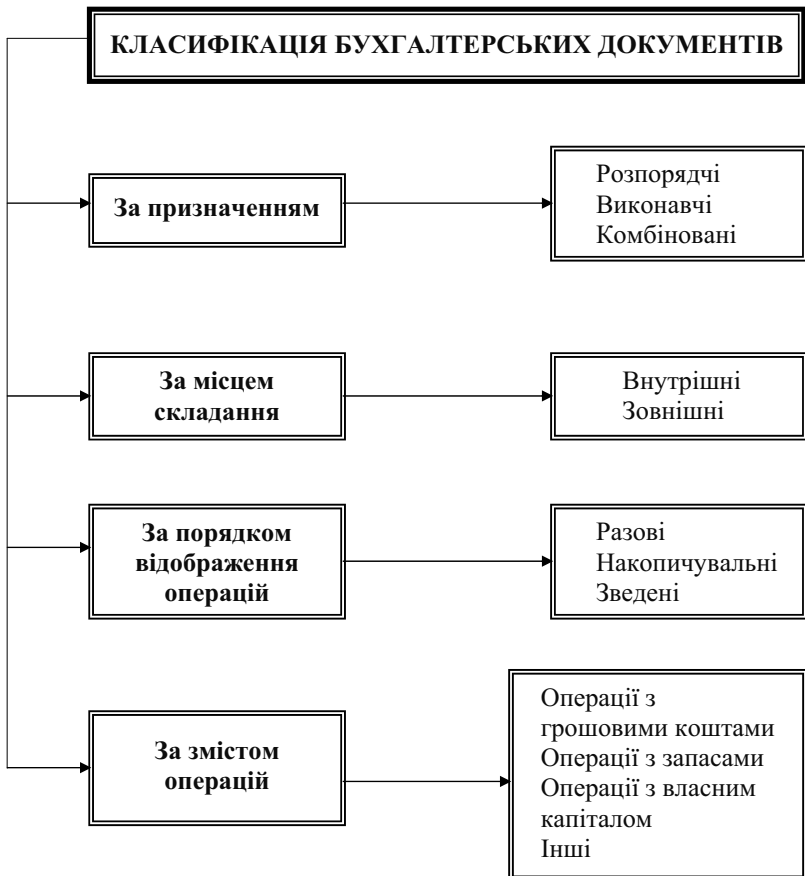 КЛАСИФІКАЦІЯ БУХГАЛТЕРСЬКИХ ДОКУМЕНТІВ
За призначенням
Розпорядчі
Виконавчі
Комбіновані
За місцем
складання
Внутрішні
Зовнішні
За порядком
відображення
операцій
Разові
Накопичувальні
Зведені
За змістом
операцій
Операції з
грошовими коштами
Операції з запасами
Операції з власним
капіталом
Інші